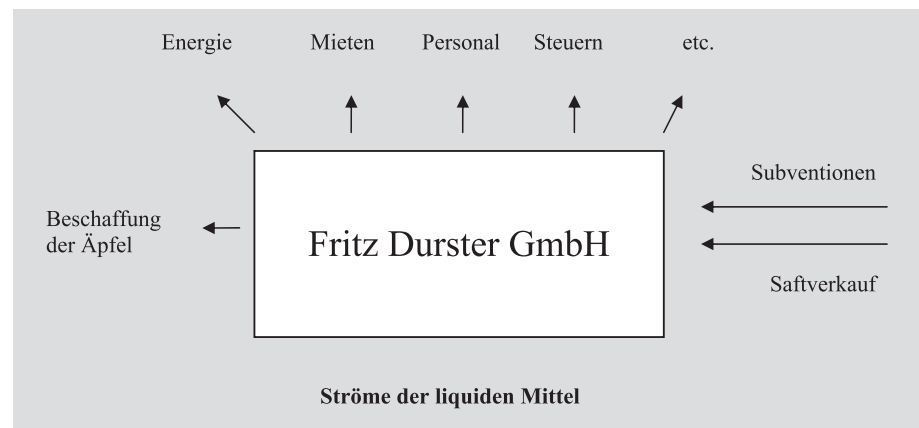 Energie Mieten Personal Steuern etc.
Subventionen
Beschaffung
der Äpfel
Fritz Durster GmbH
Saftverkauf
Ströme der liquiden Mittel